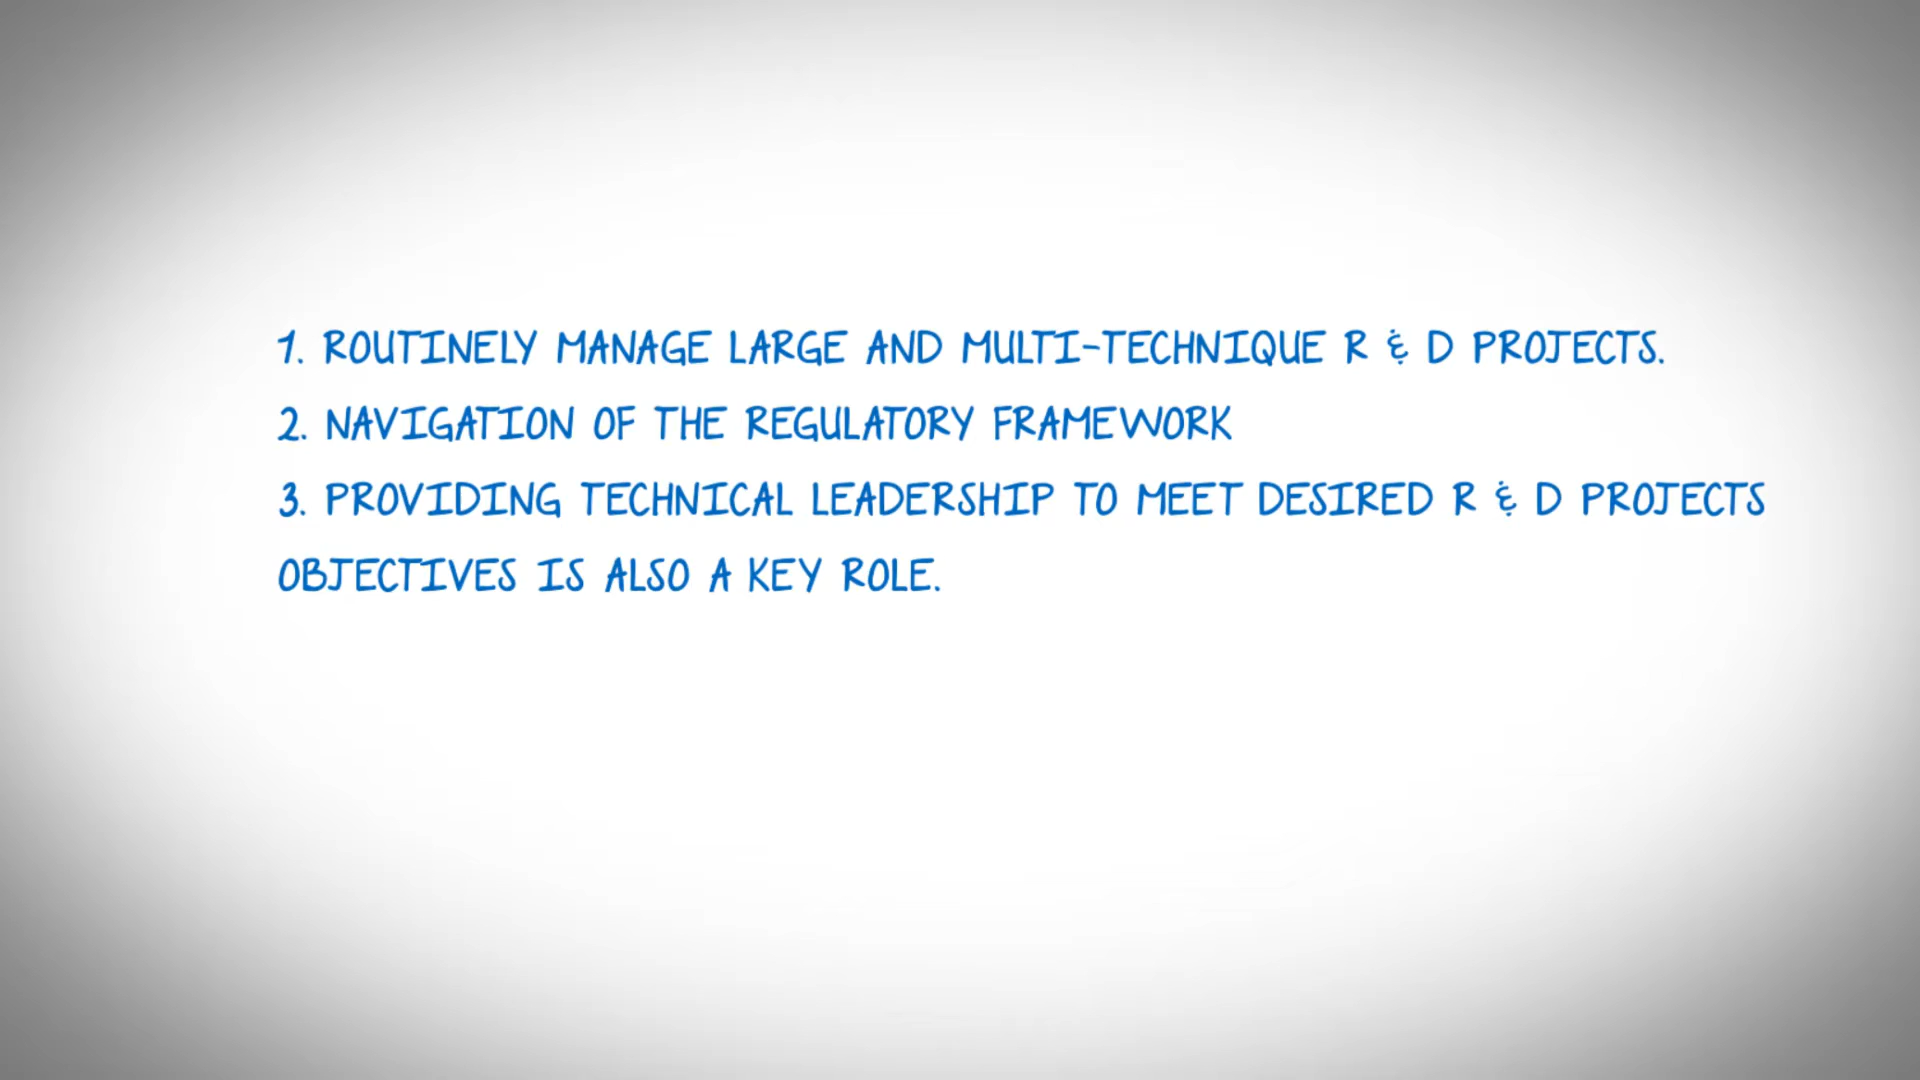 1. ROUTINELY MANAGE LARGE AND MULTI-TECHNIQUE R & D PROJECTS.
2. NAVIGATION OF THE REGULATORY FRAMEWORK
3. PROVIDING TECHNICAL LEADERSHIP TO MEET DESIRED R & D PROJECTS
OBJECTIVES IS ALSO A KEY ROLE.